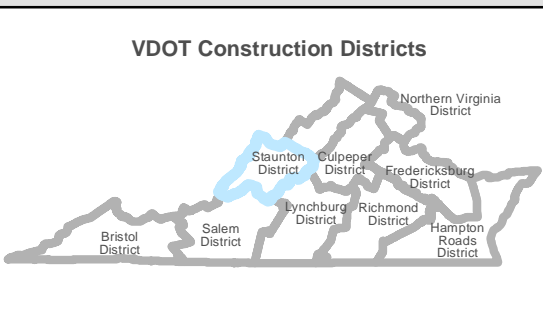 VDOT Construction Districts
Northern Virginia
District
Staunton
District
Culpeper
District
Fredericksburg
District
Lynchburg
District
Richmond
District
Hampton
Roads
District
Salem
District
Bristol
District